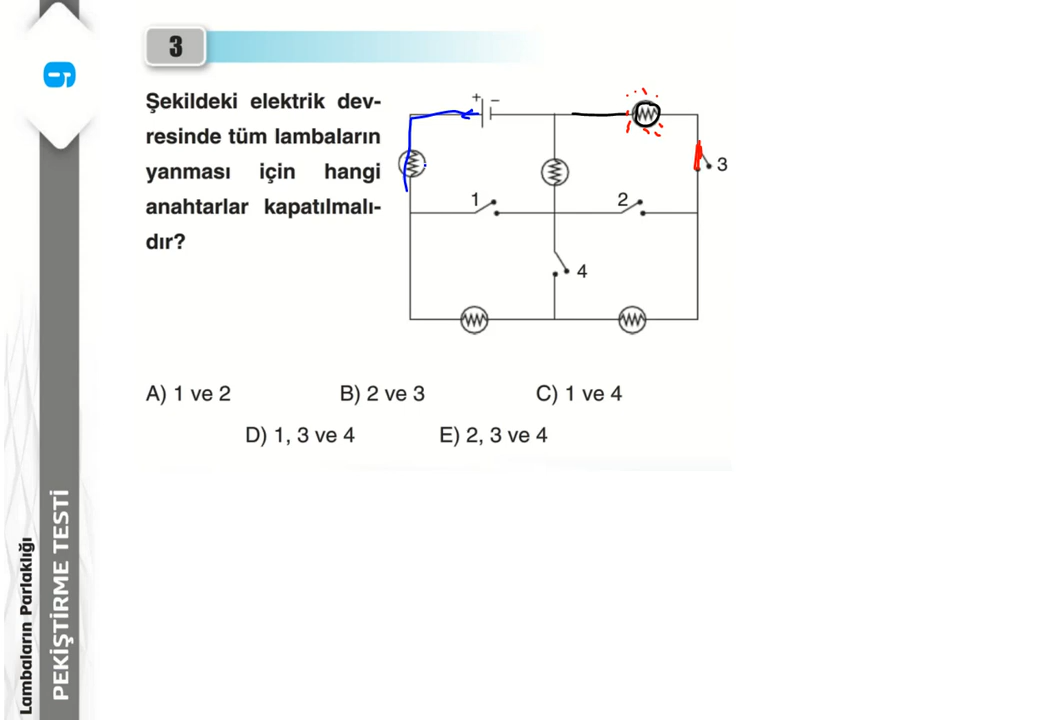 3
Şekildeki elektrik dev-
resinde tüm lambaların
yanması için hangi
anahtarlar kapatılmalı-
dır?
+ −
3
1
2
4
A) 1 ve 2 B) 2 ve 3 C) 1 ve 4
D) 1, 3 ve 4 E) 2, 3 ve 4
9
Lambaların Parlaklığı
PEKİŞTİRME TESTİ